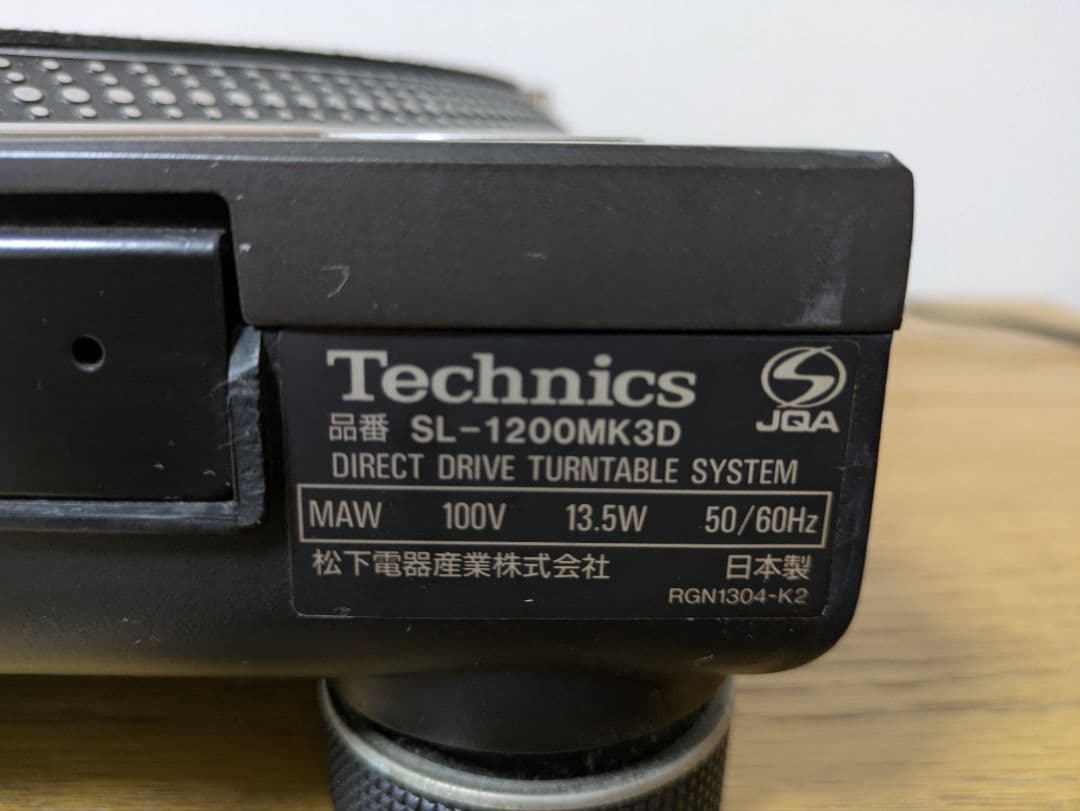 Technics
JQA
品番 SL-1200MK3D
DIRECT DRIVE TURNTABLE SYSTEM
MAW 100V 13.5W 50/60Hz
松下電器産業株式会社 日本製
RGN1304-K2